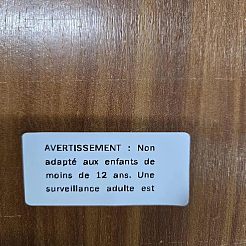 AVERTISSEMENT : Non
adapté aux enfants de
moins de 12 ans. Une
surveillance adulte est